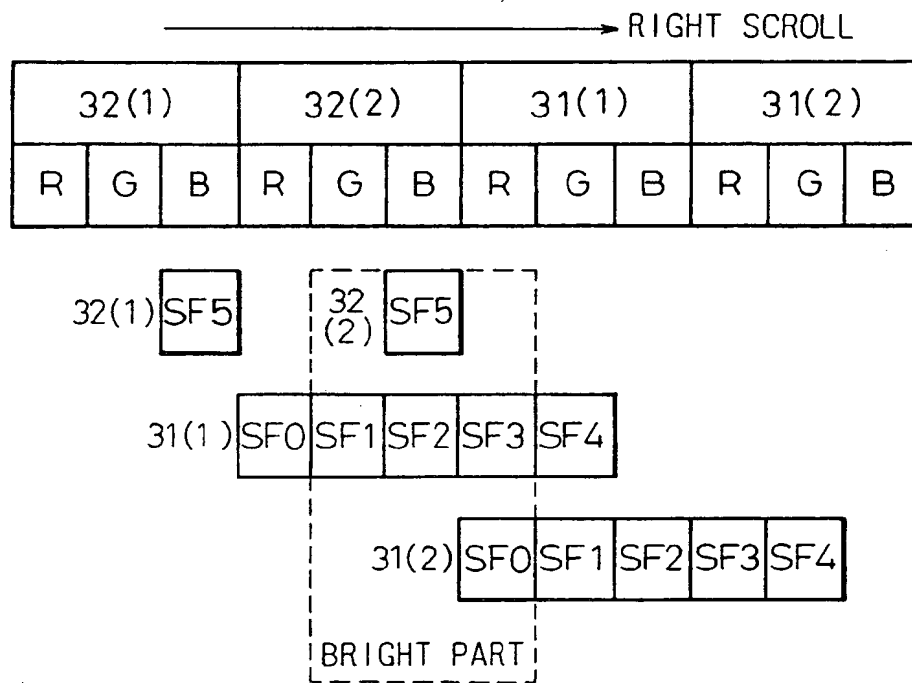 RIGHT SCROLL
32(1) 32(2) 31(1) 31(2)
R G B R G B R G B R G B
32(1) SF5 32 (2) SF5
31(1) SF0 SF1 SF2 SF3 SF4
31(2) SF0 SF1 SF2 SF3 SF4
BRIGHT PART